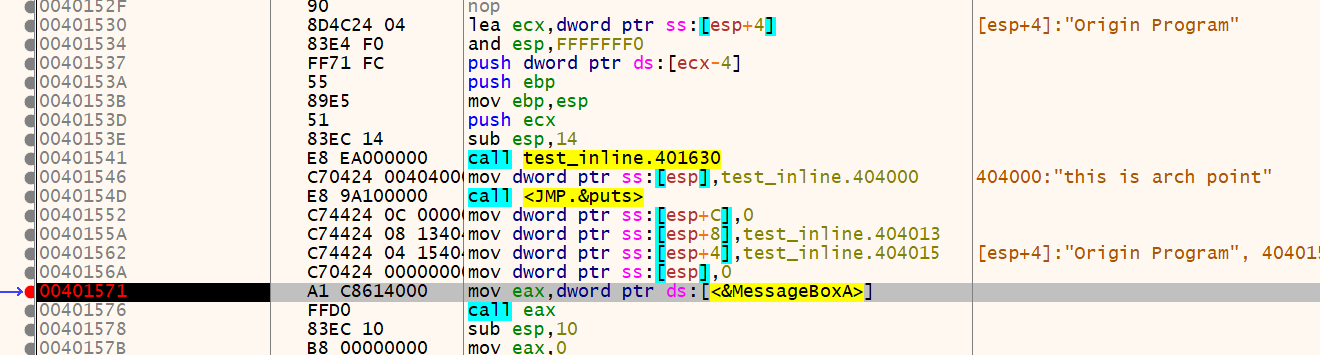 0040152F 90 nop
00401530 8D4C24 04 lea ecx,dword ptr ss:[esp+4] [esp+4]:"Origin Program"
00401534 83E4 F0 and esp,FFFFFFF0
00401537 FF71 FC push dword ptr ds:[ecx-4]
0040153A 55 push ebp
0040153B 89E5 mov ebp,esp
0040153D 51 push ecx
0040153E 83EC 14 sub esp,14
00401541 E8 EA000000 call test_inline.401630
00401546 C70424 00404000 mov dword ptr ss:[esp],test_inline.404000 404000:"this is arch point"
0040154D E8 9A100000 call <JMP.&puts>
00401552 C74424 0C 0000 mov dword ptr ss:[esp+C],0
0040155A C74424 08 1340 mov dword ptr ss:[esp+8],test_inline.404013
00401562 C74424 04 1540 mov dword ptr ss:[esp+4],test_inline.404015 [esp+4]:"Origin Program", 404015
0040156A C70424 00000000 mov dword ptr ss:[esp],0
00401571 A1 C8614000 mov eax,dword ptr ds:[<&MessageBoxA>]
00401576 FFD0 call eax
00401578 83EC 10 sub esp,10
0040157B B8 00000000 mov eax,0